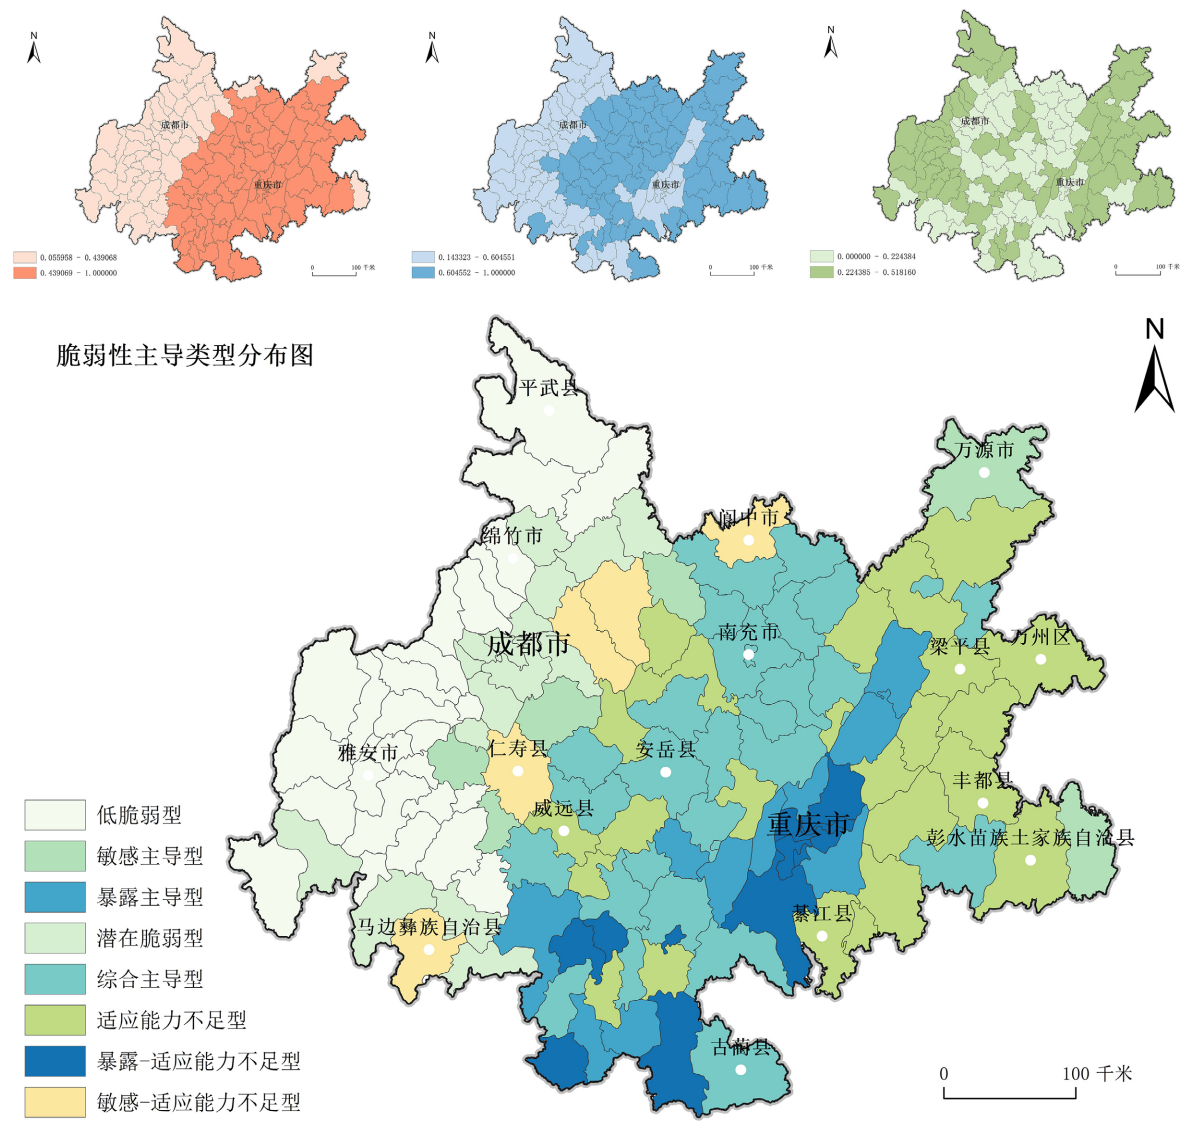 N
成都市
重庆市
0.055958 - 0.439068
0.439069 - 1.000000
0 100 千米
N
成都市
重庆市
0.143323 - 0.604551
0.604552 - 1.000000
0 100 千米
N
成都市
重庆市
0.000000 - 0.224384
0.224385 - 0.518160
0 100 千米
脆弱性主导类型分布图
N
平武县
万源市
阆中市
绵竹市
南充市
万州区
成都市
梁平县
仁寿县
安岳县
雅安市
丰都县
威远县
重庆市
彭水苗族土家族自治县
綦江县
马边彝族自治县
古蔺县
低脆弱型
敏感主导型
暴露主导型
潜在脆弱型
综合主导型
适应能力不足型
暴露-适应能力不足型
敏感-适应能力不足型
0 100 千米